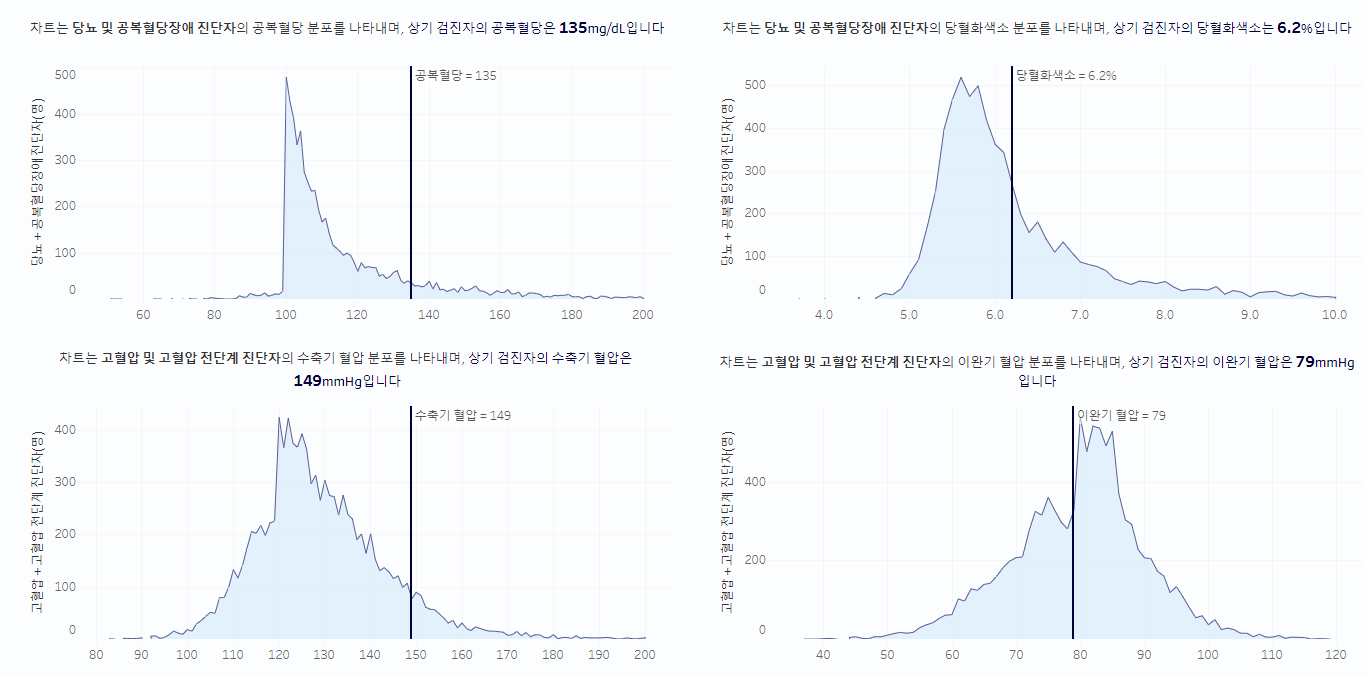 차트는 당뇨 및 공복혈당장애 진단자의 공복혈당 분포를 나타내며, 상기 검진자의 공복혈당은 135mg/dL입니다
공복혈당 = 135
당뇨 + 공복혈당장애 진단자(명)
500
400
300
200
100
0
60 80 100 120 140 160 180 200
차트는 당뇨 및 공복혈당장애 진단자의 당혈화색소 분포를 나타내며, 상기 검진자의 당혈화색소는 6.2%입니다
당혈화색소 = 6.2%
당뇨 + 공복혈당장애 진단자(명)
500
400
300
200
100
0
4.0 5.0 6.0 7.0 8.0 9.0 10.0
차트는 고혈압 및 고혈압 전단계 진단자의 수축기 혈압 분포를 나타내며, 상기 검진자의 수축기 혈압은
149mmHg입니다
수축기 혈압 = 149
고혈압 + 고혈압 전단계 진단자(명)
400
300
200
100
0
80 90 100 110 120 130 140 150 160 170 180 190 200
차트는 고혈압 및 고혈압 전단계 진단자의 이완기 혈압 분포를 나타내며, 상기 검진자의 이완기 혈압은 79mmHg
입니다
이완기 혈압 = 79
고혈압 + 고혈압 전단계 진단자(명)
400
200
0
40 50 60 70 80 90 100 110 120